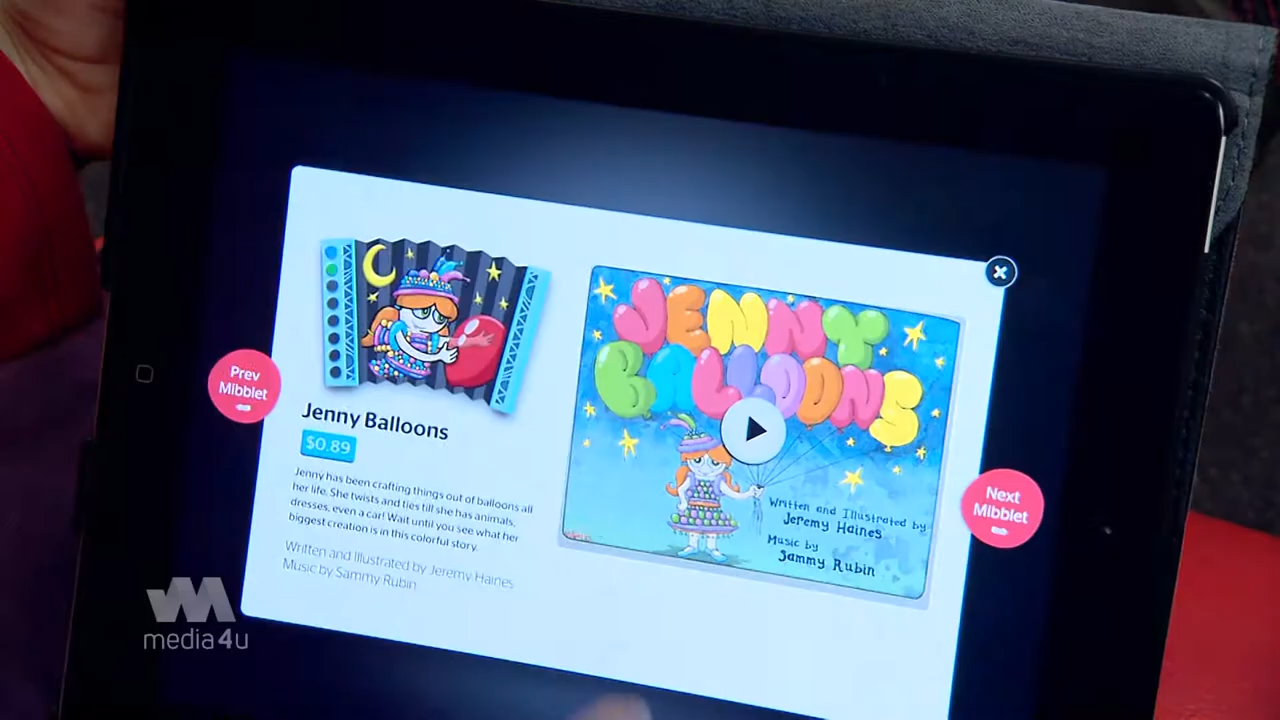 Prev
Mibblet
Jenny Balloons
$0.89
Jenny has been crafting things out of balloons all
her life. She twists and ties till she has animals,
dresses, even a car! Wait until you see what her
biggest creation is in this colorful story.
Written and Illustrated by Jeremy Haines
Music by Sammy Rubin
JENNY
BALLOONS
Written and Illustrated by
Jeremy Haines
Music by
Sammy Rubin
Next
Mibblet
media4u